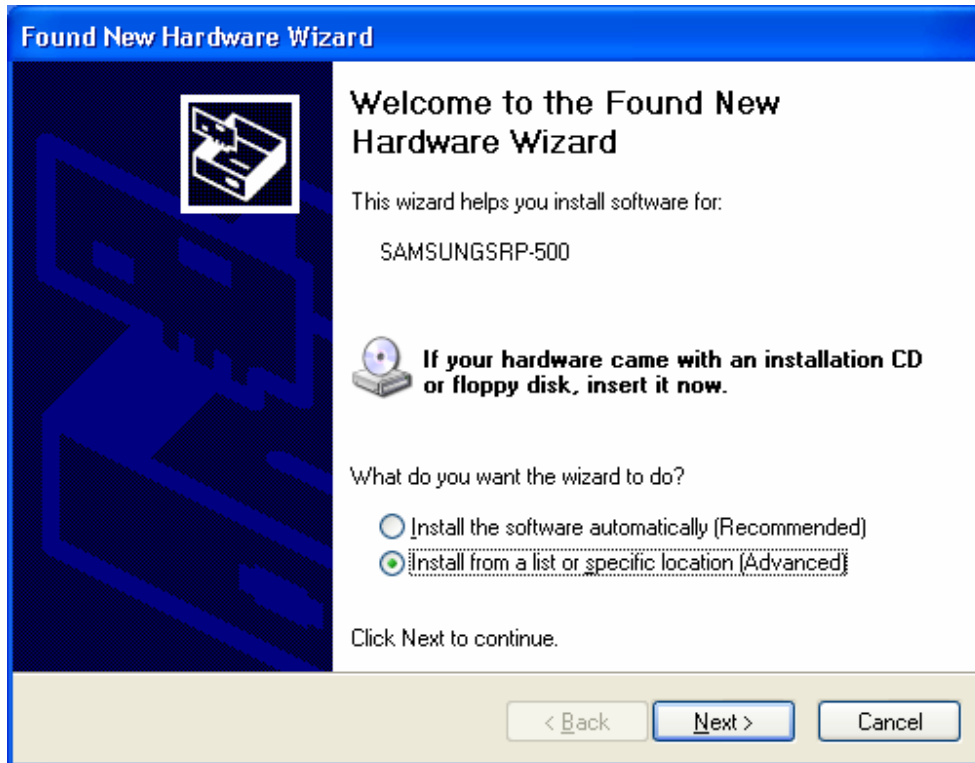 Found New Hardware Wizard
Welcome to the Found New
Hardware Wizard
This wizard helps you install software for:
SAMSUNGSRP-500
If your hardware came with an installation CD
or floppy disk, insert it now.
What do you want the wizard to do?
Install the software automatically (Recommended)
Install from a list or specific location (Advanced)
Click Next to continue.
< Back Next > Cancel